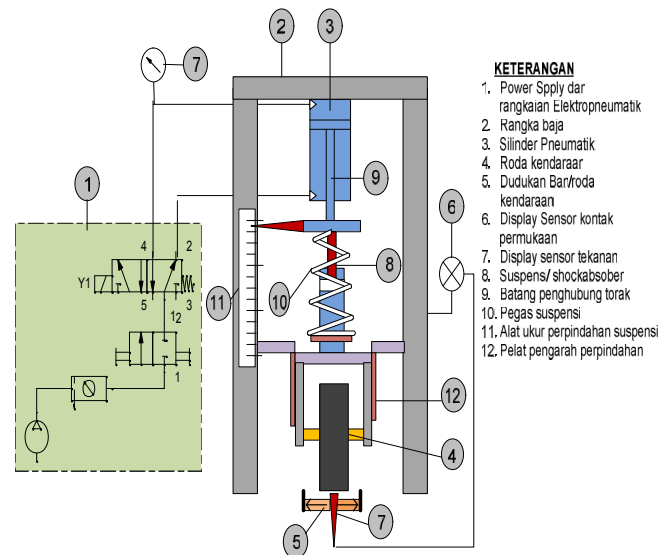 2
3
7
1
9
6
8
10
11
12
4
5
7
4
2
Y1
5
3
12
1
KETERANGAN
1. Power Spply dar
rangkaian Elektropneumatik
2. Rangka baja
3. Silinder Pneumatik
4. Roda kendaraar
5. Dudukan Bar/roda
kendaraan
6. Display Sensor kontak
permukaan
7. Display sensor tekanan
8. Suspens/ shockabsober
9. Batang penghubung torak
10. Pegas suspensi
11. Alat ukur perpindahan suspensi
12. Pelat pengarah perpindahan